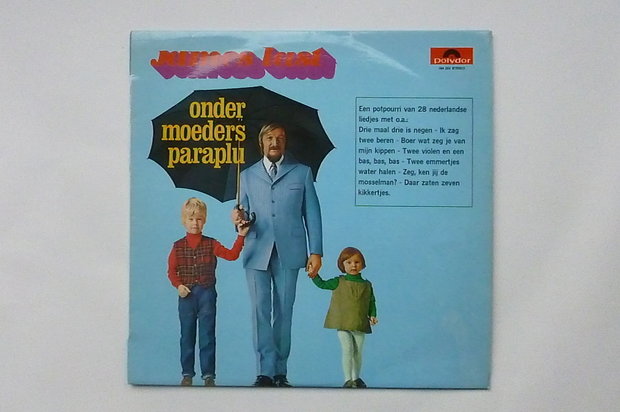 onder
moeders
paraplu
Polydor
Een potpourri van 28 nederlandse
liedjes met o.a.:
Drie maal drie is negen - Ik zag
twee beren - Boer wat zeg je van
mijn kippen - Twee violen en een
bas, bas, bas - Twee emmertjes
water halen - Zeg, ken jij de
mosselman? - Daar zaten zeven
kikkertjes.